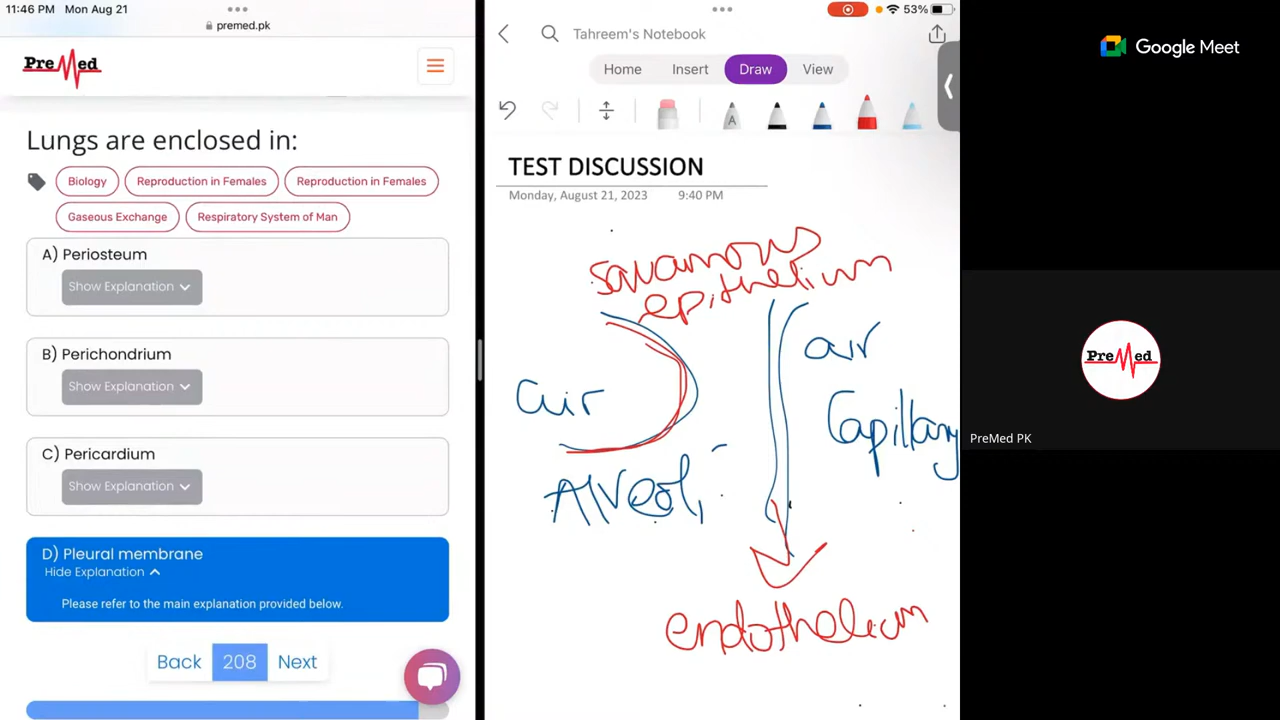 11:46 PM Mon Aug 21
premed.pk
PreMed
Lungs are enclosed in:
Biology
Reproduction in Females
Reproduction in Females
Gaseous Exchange
Respiratory System of Man
A) Periosteum
Show Explanation
B) Perichondrium
Show Explanation
C) Pericardium
Show Explanation
D) Pleural membrane
Hide Explanation
Please refer to the main explanation provided below.
Back 208 Next
53%
Tahreem's Notebook
Home Insert Draw View
A
TEST DISCUSSION
Monday, August 21, 2023 9:40 PM
squamous
epithelium
air
air
Capillary
Alveoli
endothelium
Google Meet
PreMed
PreMed PK